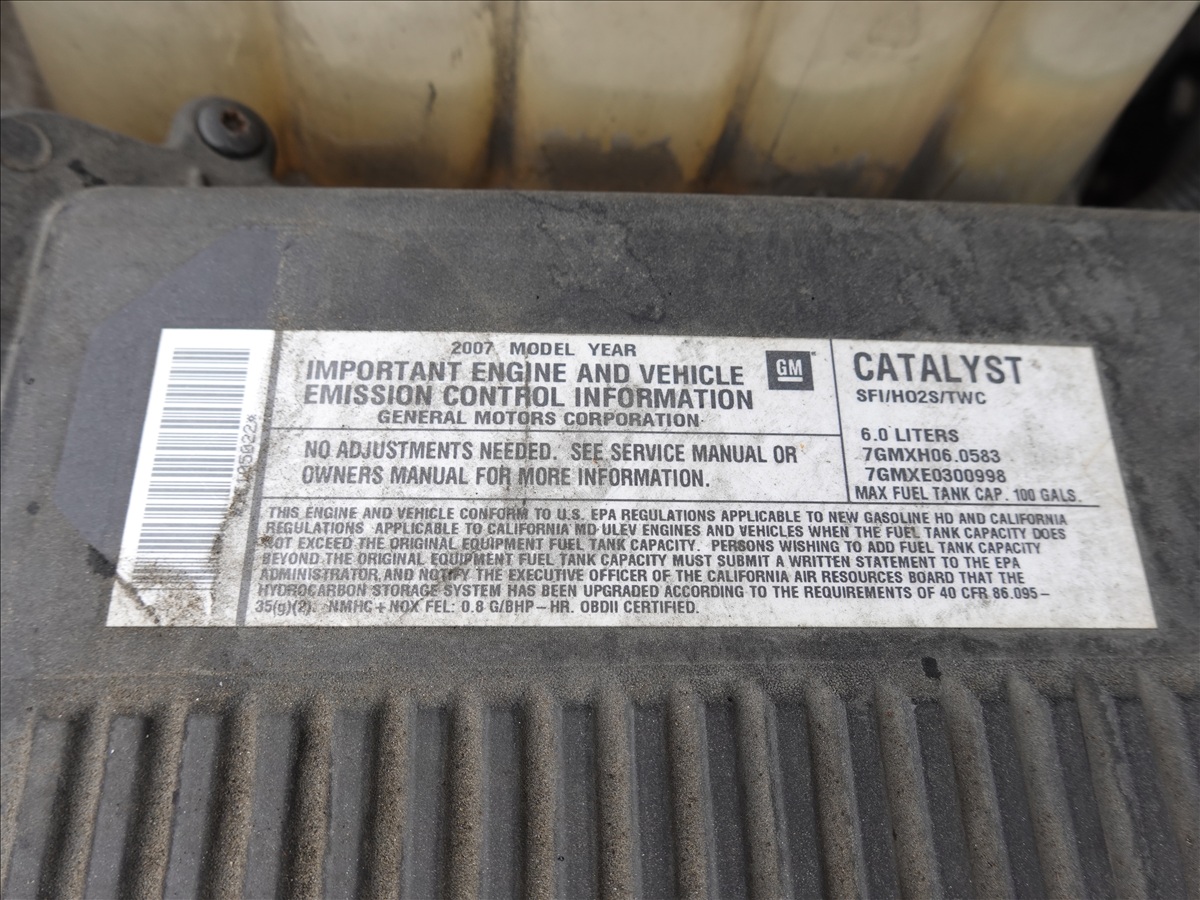 2007 MODEL YEAR
IMPORTANT ENGINE AND VEHICLE
EMISSION CONTROL INFORMATION
GENERAL MOTORS CORPORATION
GM
NO ADJUSTMENTS NEEDED. SEE SERVICE MANUAL OR
OWNERS MANUAL FOR MORE INFORMATION.
CATALYST
SFI/HO2S/TWC
6.0 LITERS
7GMXH06.0583
7GMXE0300998
MAX FUEL TANK CAP. 100 GALS.
THIS ENGINE AND VEHICLE CONFORM TO U.S. EPA REGULATIONS APPLICABLE TO NEW GASOLINE HD AND CALIFORNIA
REGULATIONS APPLICABLE TO CALIFORNIA MD ULEV ENGINES AND VEHICLES WHEN THE FUEL TANK CAPACITY DOES
NOT EXCEED THE ORIGINAL EQUIPMENT FUEL TANK CAPACITY. PERSONS WISHING TO ADD FUEL TANK CAPACITY
BEYOND THE ORIGINAL EQUIPMENT FUEL TANK CAPACITY MUST SUBMIT A WRITTEN STATEMENT TO THE EPA
ADMINISTRATOR, AND NOTIFY THE EXECUTIVE OFFICER OF THE CALIFORNIA AIR RESOURCES BOARD THAT THE
HYDROCARBON STORAGE SYSTEM HAS BEEN UPGRADED ACCORDING TO THE REQUIREMENTS OF 40 CFR 86.095-
35(g)(2). NMHC+NOX FEL: 0.8 G/BHP-HR. OBDII CERTIFIED.